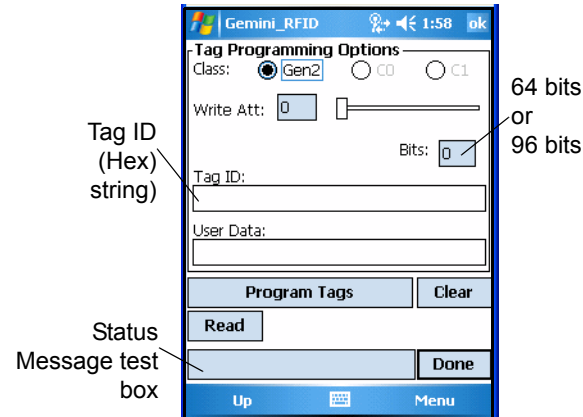 Gemini_RFID 1:58 ok
Tag Programming Options
Class: Gen2 C0 C1
Write Att: 0
64 bits
or
96 bits
Bits: 0
Tag ID
(Hex)
string)
Tag ID:
User Data:
Program Tags Clear
Read
Status
Message test
box
Done
Up Menu